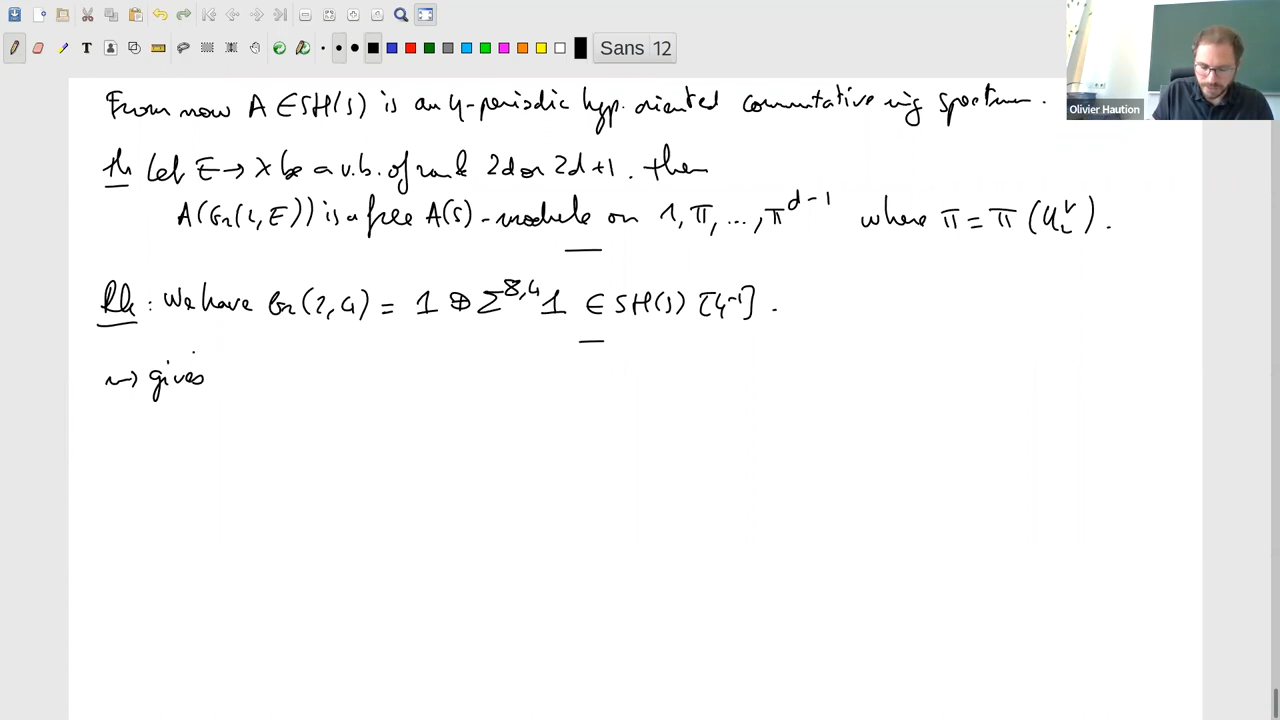 Sans 12
Olivier Haution
From now A ∈ SH(S) is an η-periodic hyp. oriented commutative ring spectrum.
Th Let E → X be a v.b. of rank 2d or 2d+1. then
A(Gr(2,E)) is a free A(S)-module on 1, π, ..., π^{d-1} where π = π(U_2^∨).
Rk : We have Gr(2,4) = 1 ⊕ Σ^{8,4} 1 ∈ SH(S)[η^{-1}].
⇝ gives